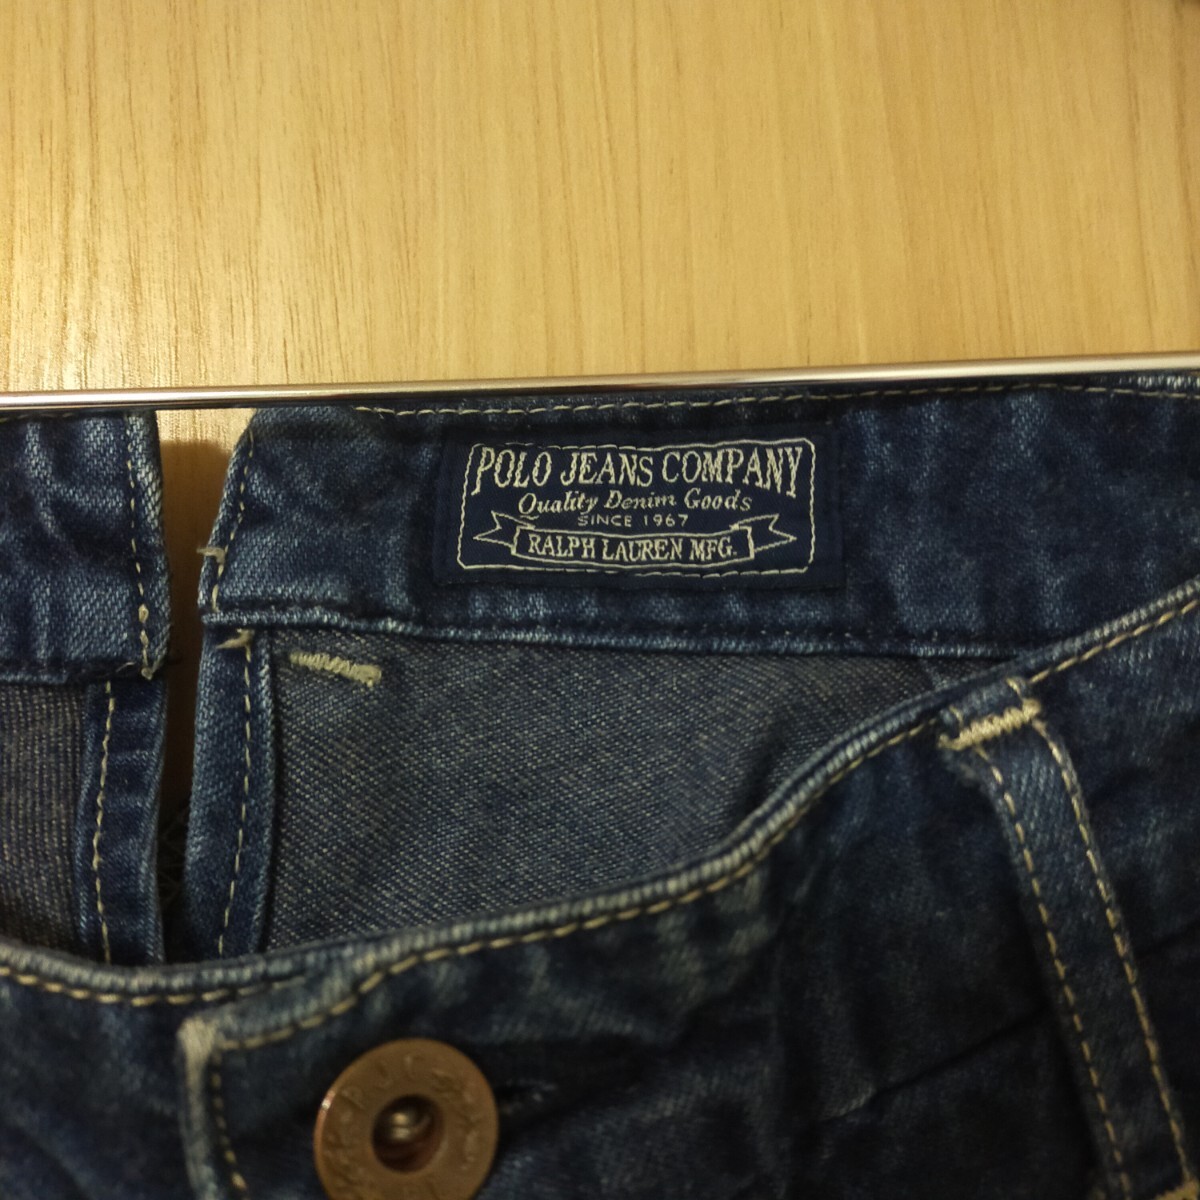 POLO JEANS COMPANY
Quality Denim Goods
SINCE 1967
RALPH LAUREN MFG.